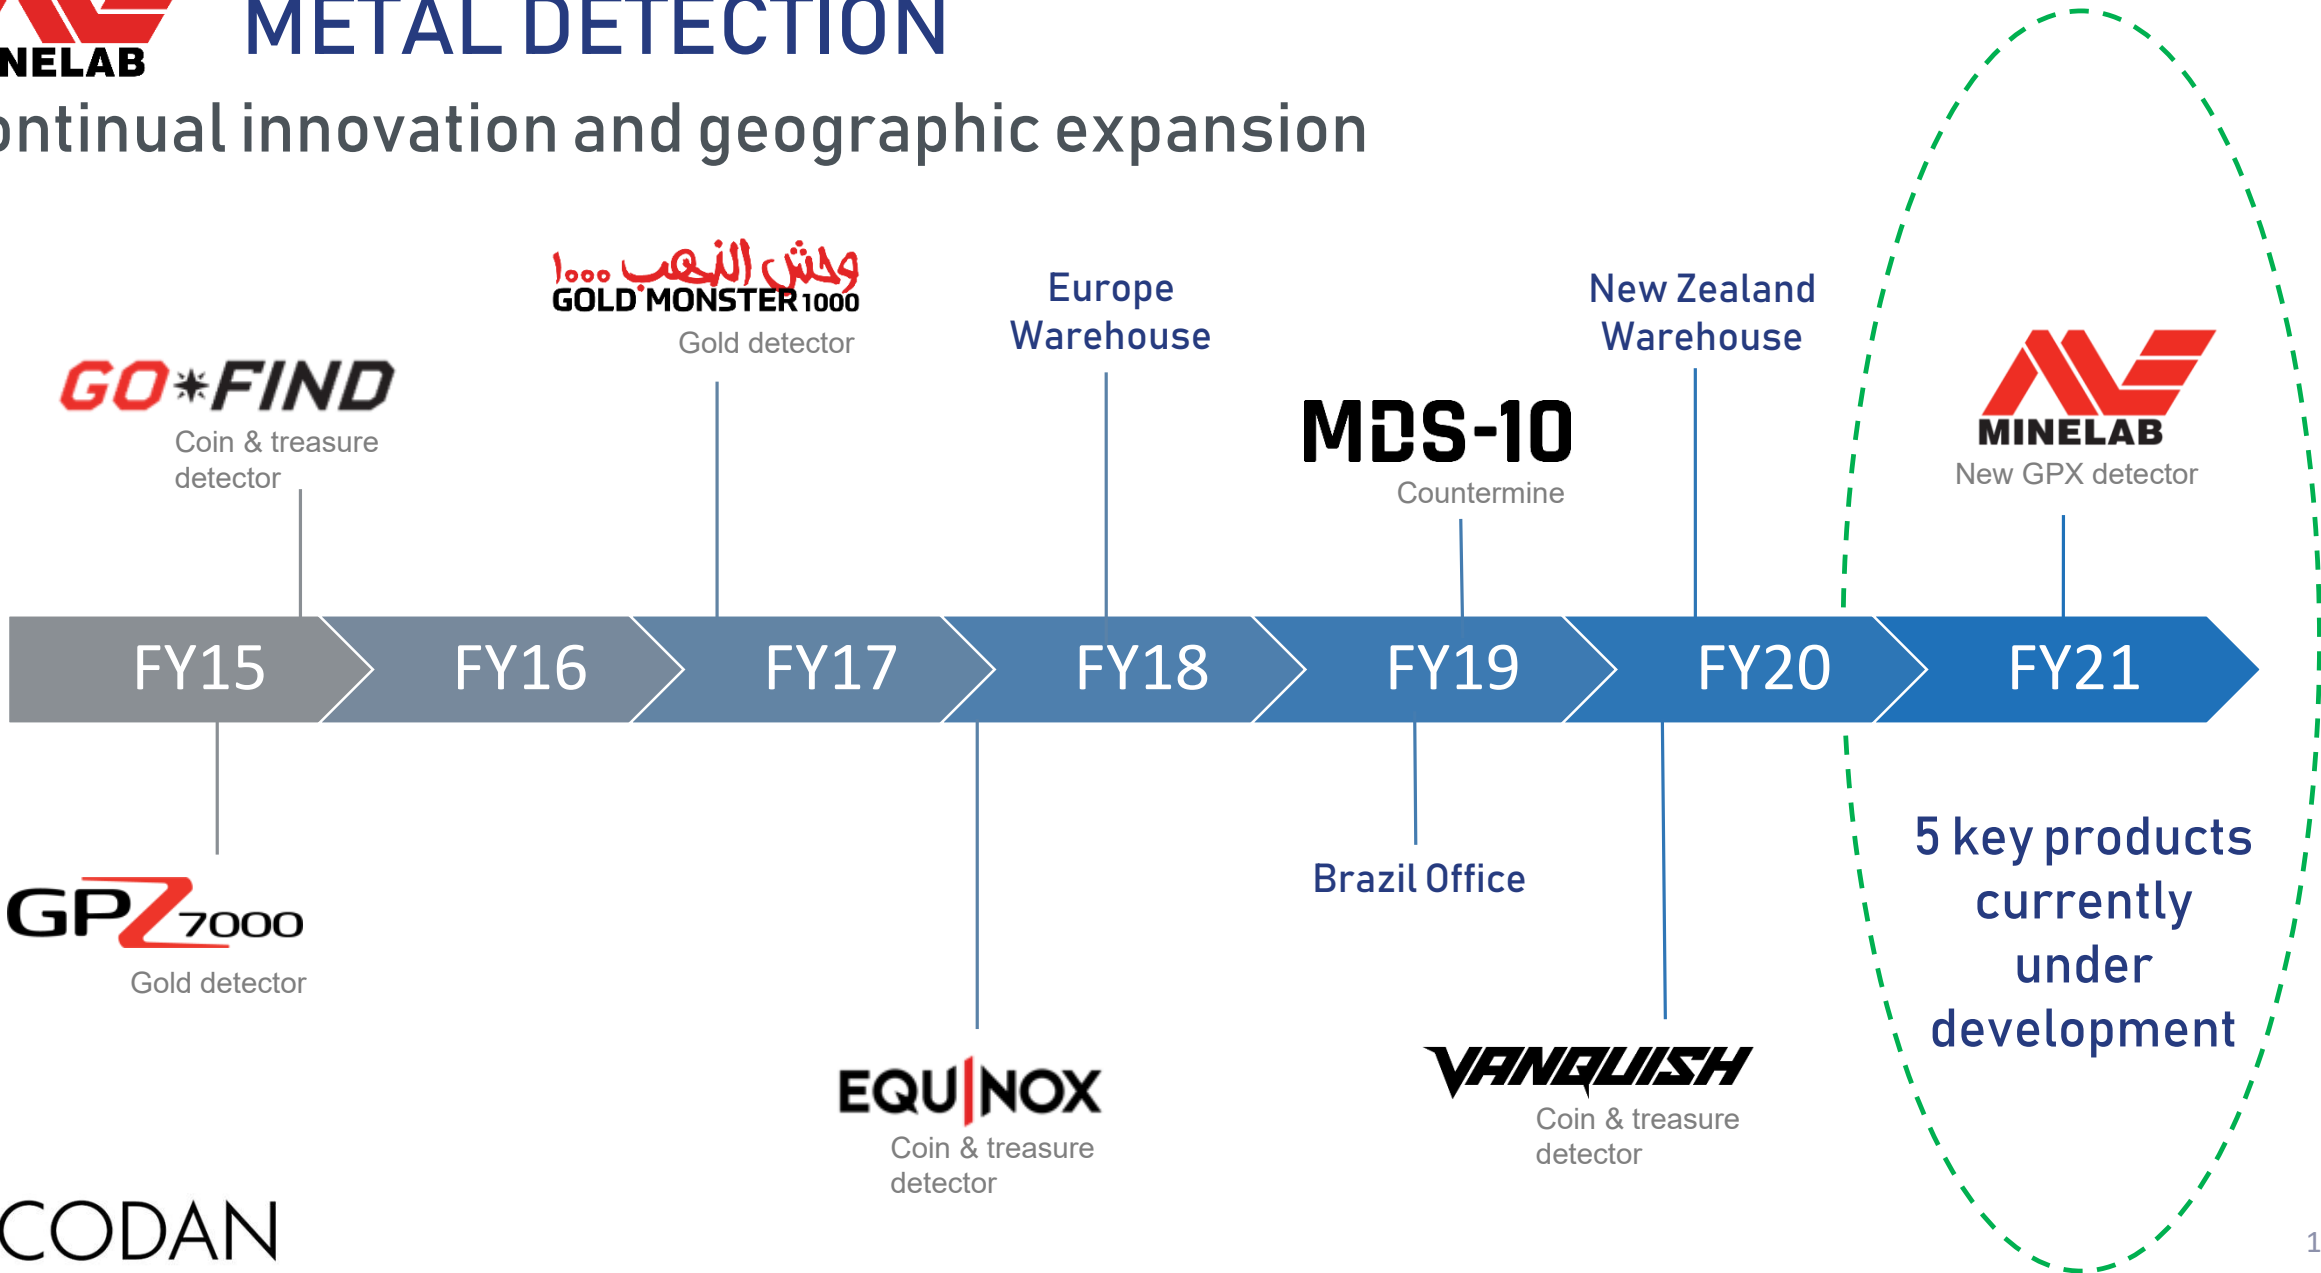 NELAB
METAL DETECTION
ontinual innovation and geographic expansion
وحش الذهب ١٠٠٠
GOLD MONSTER 1000
Gold detector
Europe
Warehouse
New Zealand
Warehouse
GO FIND
Coin & treasure
detector
MDS-10
Countermine
MINELAB
New GPX detector
FY15
FY16
FY17
FY18
FY19
FY20
FY21
GPZ 7000
Gold detector
Brazil Office
5 key products
currently
under
development
EQUINOX
Coin & treasure
detector
VANQUISH
Coin & treasure
detector
CODAN
1